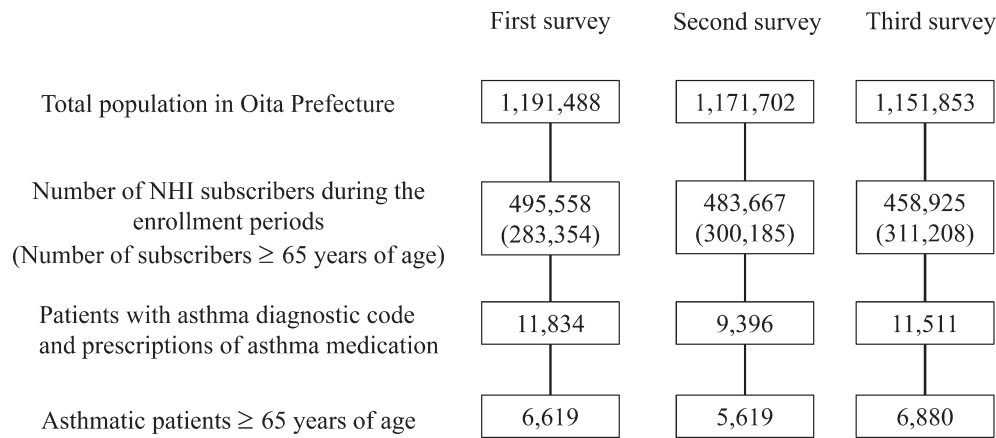 First survey Second survey Third survey
Total population in Oita Prefecture 1,191,488 1,171,702 1,151,853
Number of NHI subscribers during the
enrollment periods
(Number of subscribers ≥ 65 years of age)
495,558 483,667 458,925
(283,354) (300,185) (311,208)
Patients with asthma diagnostic code
and prescriptions of asthma medication
11,834 9,396 11,511
Asthmatic patients ≥ 65 years of age 6,619 5,619 6,880